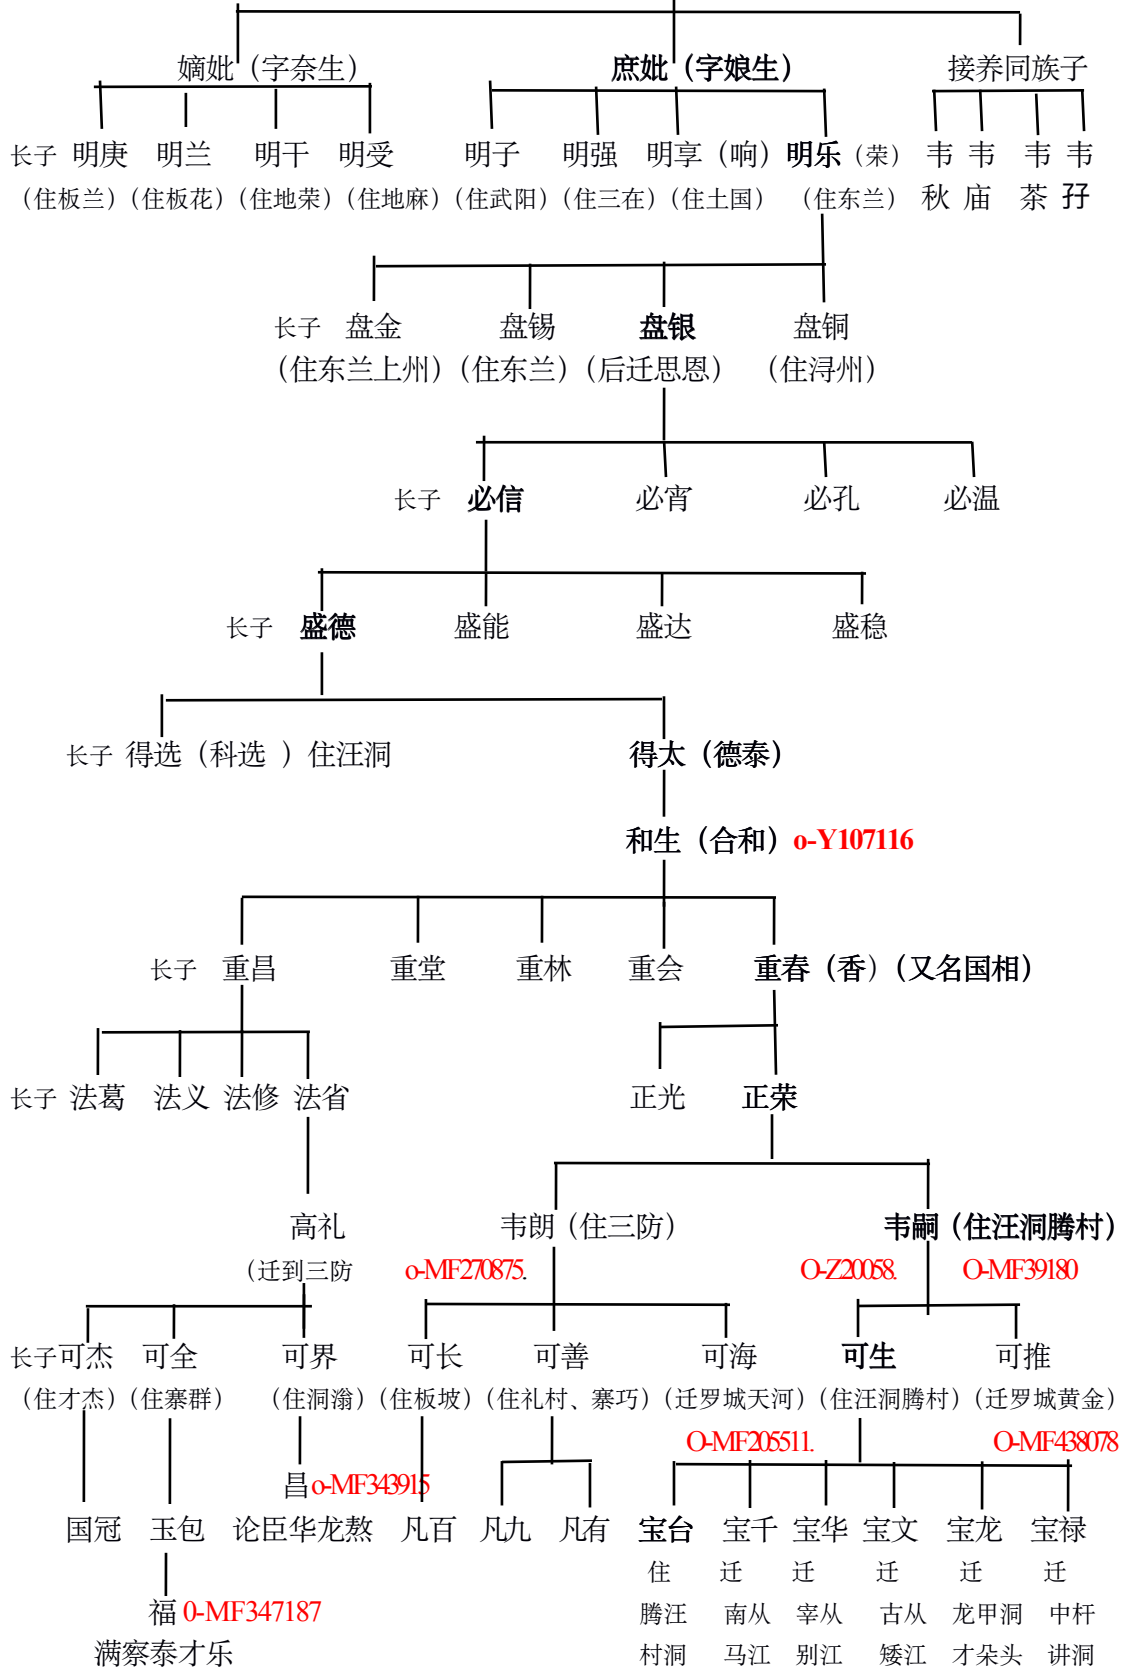 嫡妣（字奈生） 庶妣（字娘生） 接养同族子
长子 明庚 明兰 明干 明受 明子 明强 明享（响） 明乐（荣） 韦 韦 韦 韦
（住板兰）（住板花）（住地荣）（住地麻）（住武阳）（住三在）（住土国） （住东兰） 秋 庙 茶 孖
长子 盘金 盘锡 盘银 盘铜
（住东兰上州）（住东兰）（后迁思恩） （住浔州）
长子 必信 必宵 必孔 必温
长子 盛德 盛能 盛达 盛稳
长子 得选（科选 ）住汪洞 得太（德泰）
和生（合和）o-Y107116
长子 重昌 重堂 重林 重会 重春（香）（又名国相）
长子 法葛 法义 法修 法省 正光 正荣
高礼 韦朗（住三防） 韦嗣（住汪洞腾村）
（迁到三防 o-MF270875. O-Z20058. O-MF39180
长子可杰 可全 可界 可长 可善 可海 可生 可推
（住才杰）（住寨群） （住洞滃）（住板坡）（住礼村、寨巧）（迁罗城天河）（住汪洞腾村）（迁罗城黄金）
O-MF205511. O-MF438078
昌 o-MF343915
国冠 玉包 论臣华龙熬 凡百 凡九 凡有 宝台 宝千 宝华 宝文 宝龙 宝禄
住 迁 迁 迁 迁 迁
福 0-MF347187 腾汪 南从 宰从 古从 龙甲洞 中杆
满察泰才乐 村洞 马江 别江 矮江 才朵头 讲洞